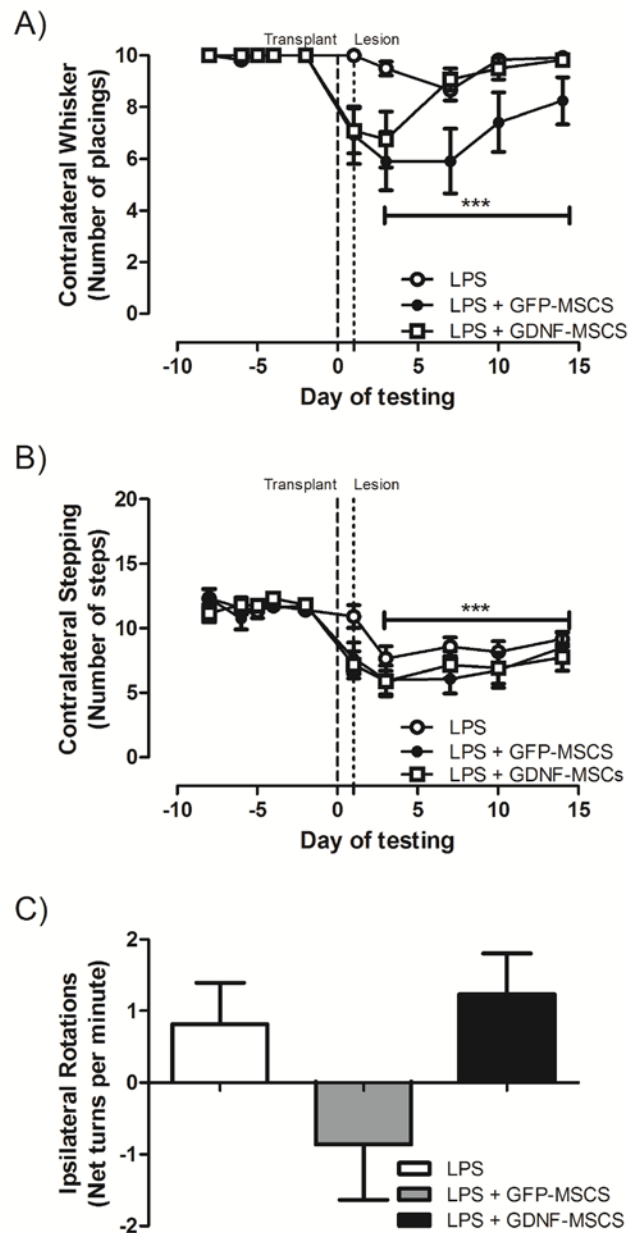 A)
Transplant Lesion
Contralateral Whisker
(Number of placings)
10
8
6
4
2
0
***
LPS
LPS + GFP-MSCS
LPS + GDNF-MSCS
-10 -5 0 5 10 15
Day of testing
B)
Transplant Lesion
Contralateral Stepping
(Number of steps)
20
15
10
5
0
***
LPS
LPS + GFP-MSCS
LPS + GDNF-MSCs
-10 -5 0 5 10 15
Day of testing
C)
Ipsilateral Rotations
(Net turns per minute)
2
1
0
-1
-2
LPS
LPS + GFP-MSCS
LPS + GDNF-MSCS